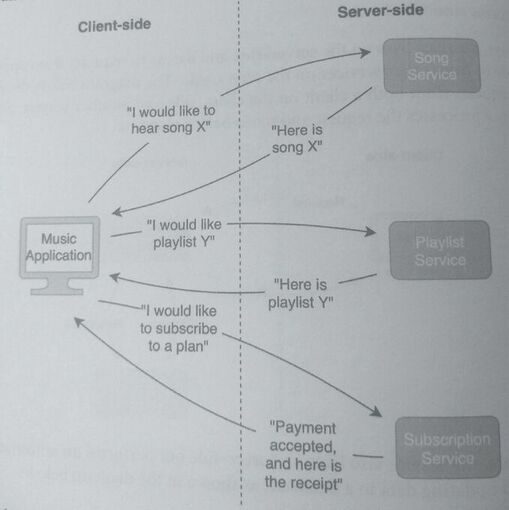 Client-side
Server-side
Song
Service
"I would like to
hear song X"
"Here is
song X"
Music
Application
"I would like
playlist Y"
Playlist
Service
"Here is
playlist Y"
"I would like
to subscribe
to a plan"
"Payment
accepted,
and here is
the receipt"
Subscription
Service